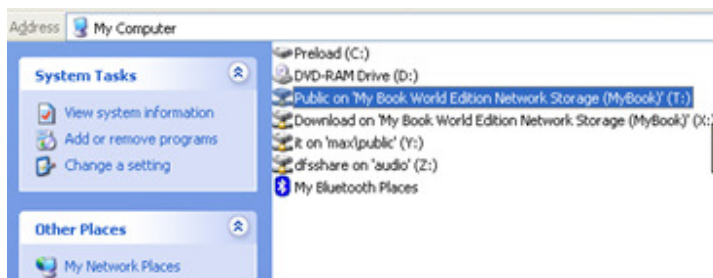 Address My Computer
System Tasks
View system information
Add or remove programs
Change a setting
Other Places
My Network Places
Preload (C:)
DVD-RAM Drive (D:)
Public on 'My Book World Edition Network Storage (MyBook)' (T:)
Download on 'My Book World Edition Network Storage (MyBook)' (X:
it on 'max\public' (Y:)
dfsshare on 'audio' (Z:)
My Bluetooth Places